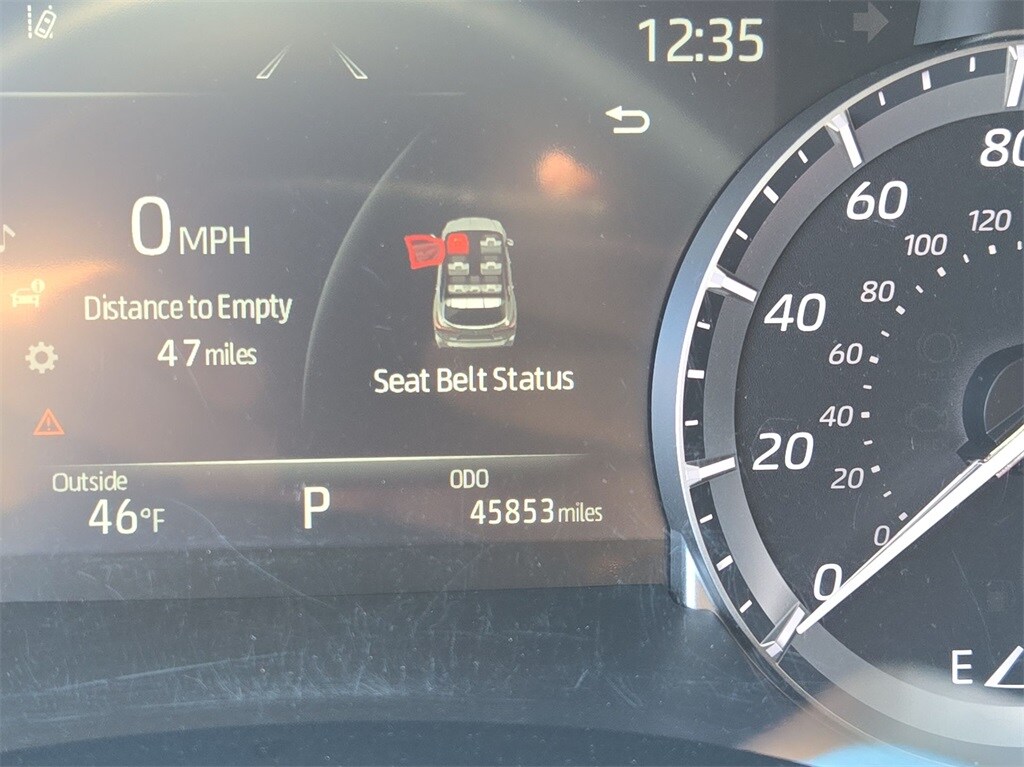 12:35
0 MPH
Distance to Empty
47 miles
Seat Belt Status
Outside
46°F
P
ODO
45853 miles
80
60
40
20
0
120
100
80
60
40
20
0
E